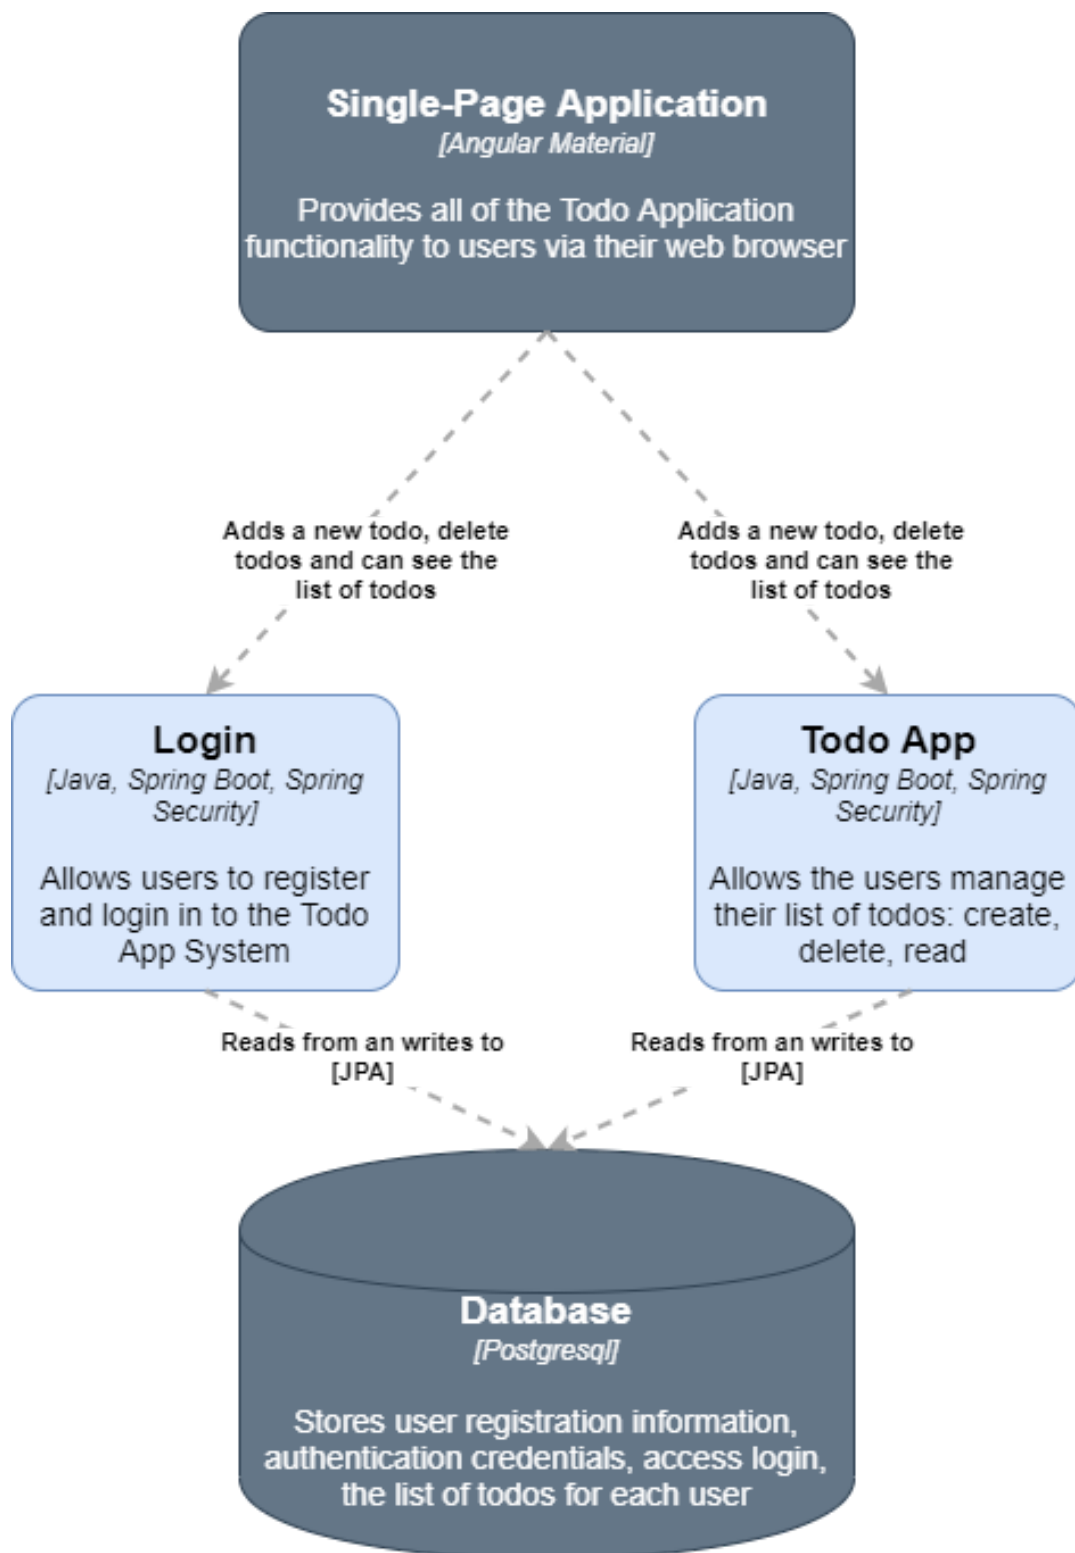 Single-Page Application
[Angular Material]
Provides all of the Todo Application
functionality to users via their web browser
Adds a new todo, delete
todos and can see the
list of todos
Adds a new todo, delete
todos and can see the
list of todos
Login
[Java, Spring Boot, Spring
Security]
Allows users to register
and login in to the Todo
App System
Todo App
[Java, Spring Boot, Spring
Security]
Allows the users manage
their list of todos: create,
delete, read
Reads from an writes to
[JPA]
Reads from an writes to
[JPA]
Database
[Postgresql]
Stores user registration information,
authentication credentials, access login,
the list of todos for each user